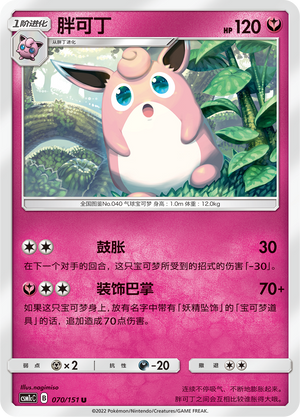 1阶进化
胖可丁
HP 120
从胖丁进化
全国图鉴No.040 气球宝可梦 身高：1.0m 体重：12.0kg
鼓胀 30
在下一个对手的回合，这只宝可梦所受到的招式的伤害「-30」。
装饰巴掌 70+
如果这只宝可梦身上，放有名字中带有「妖精坠饰」的「宝可梦道具」的话，追加造成70点伤害。
弱点 ×2 抗性 -20 撤退
Illus.nagimiso
CSM1cC B 070/151 U
连续不停吸气，不断地膨胀起来。
胖可丁之间会互相比较谁胀得大。
©2022 Pokémon/Nintendo/Creatures/GAME FREAK.